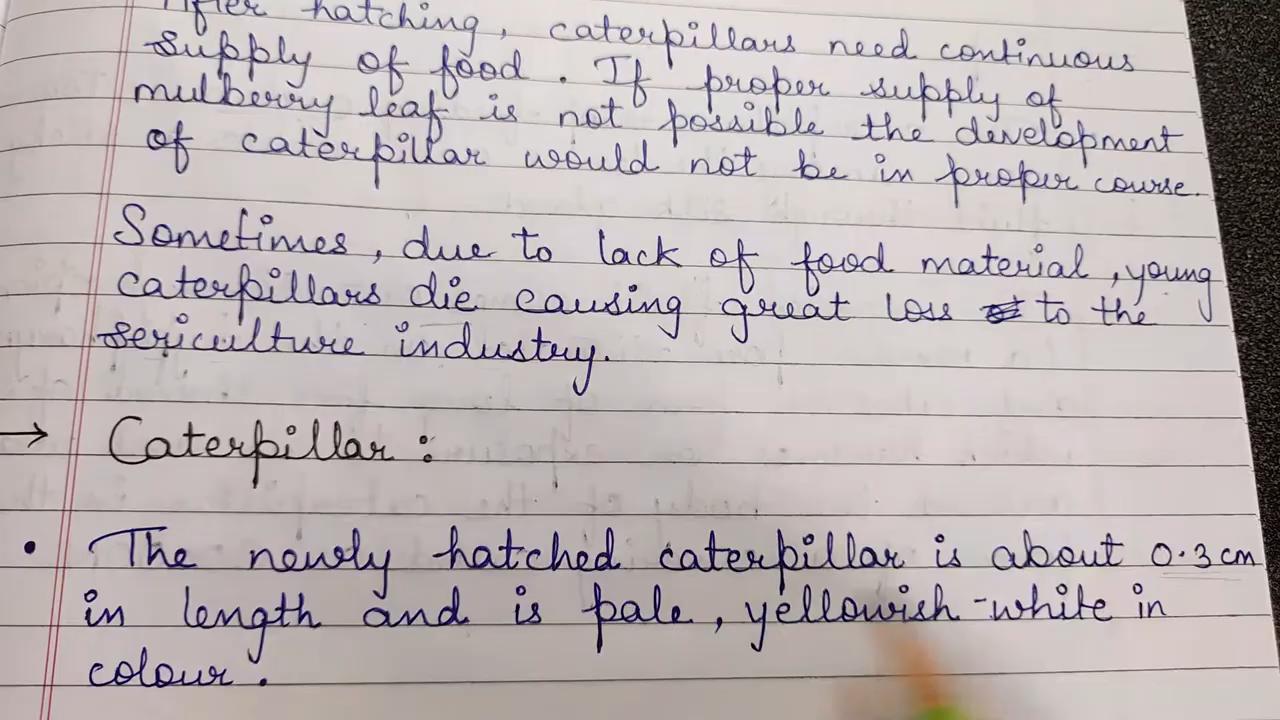 After hatching, caterpillars need continuous
supply of food. If proper supply of
mulberry leaf is not possible the development
of caterpillar would not be in proper course.
Sometimes, due to lack of food material, young
caterpillars die causing great loss to the
sericulture industry.
→ Caterpillar :
• The newly hatched caterpillar is about 0.3 cm
in length and is pale, yellowish-white in
colour.